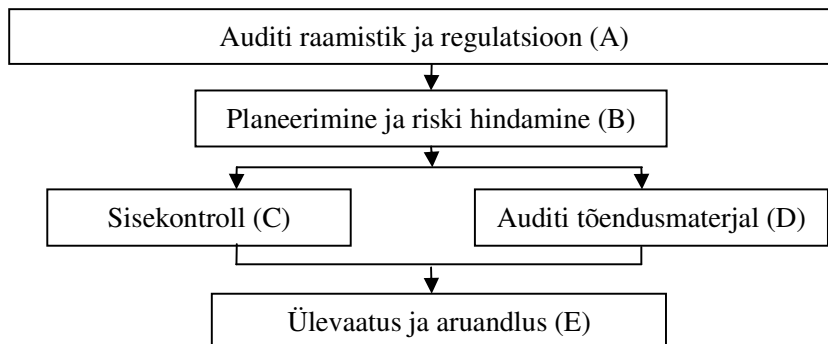 Auditi raamistik ja regulatsioon (A)
Planeerimine ja riski hindamine (B)
Sisekontroll (C)
Auditi tõendusmaterjal (D)
Ülevaatus ja aruandlus (E)